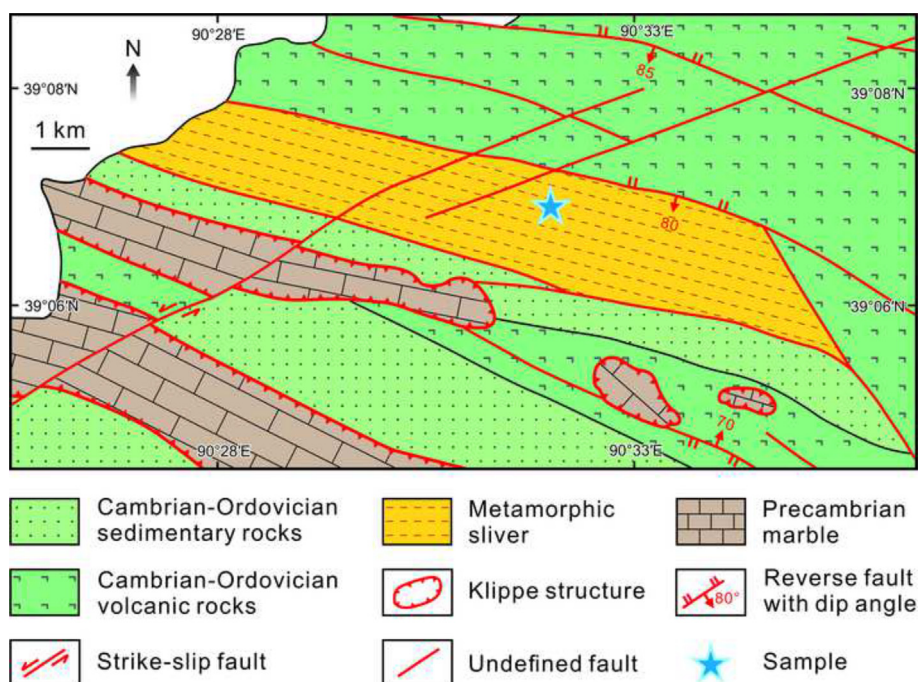 90°28′E
90°33′E
N
85
39°08′N
39°08′N
1 km
80
39°06′N
39°06′N
70
90°28′E
90°33′E
Cambrian-Ordovician
sedimentary rocks
Metamorphic
sliver
Precambrian
marble
Cambrian-Ordovician
volcanic rocks
Klippe structure
80°
Reverse fault
with dip angle
Strike-slip fault
Undefined fault
Sample